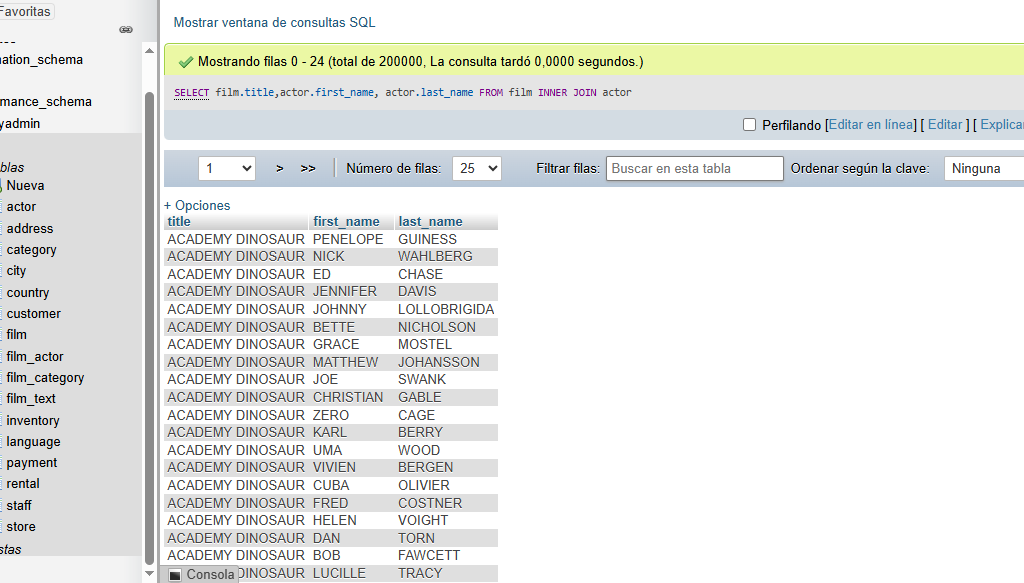 Favoritas
ation_schema
mance_schema
yadmin
blas
Nueva
actor
address
category
city
country
customer
film
film_actor
film_category
film_text
inventory
language
payment
rental
staff
store
stas
Mostrar ventana de consultas SQL
Mostrando filas 0 - 24 (total de 200000, La consulta tardó 0,0000 segundos.)
SELECT film.title,actor.first_name, actor.last_name FROM film INNER JOIN actor
Perfilando [Editar en línea] [ Editar ] [ Explicar
1 > >> Número de filas: 25 Filtrar filas: Buscar en esta tabla Ordenar según la clave: Ninguna
+ Opciones
title first_name last_name
ACADEMY DINOSAUR PENELOPE GUINESS
ACADEMY DINOSAUR NICK WAHLBERG
ACADEMY DINOSAUR ED CHASE
ACADEMY DINOSAUR JENNIFER DAVIS
ACADEMY DINOSAUR JOHNNY LOLLOBRIGIDA
ACADEMY DINOSAUR BETTE NICHOLSON
ACADEMY DINOSAUR GRACE MOSTEL
ACADEMY DINOSAUR MATTHEW JOHANSSON
ACADEMY DINOSAUR JOE SWANK
ACADEMY DINOSAUR CHRISTIAN GABLE
ACADEMY DINOSAUR ZERO CAGE
ACADEMY DINOSAUR KARL BERRY
ACADEMY DINOSAUR UMA WOOD
ACADEMY DINOSAUR VIVIEN BERGEN
ACADEMY DINOSAUR CUBA OLIVIER
ACADEMY DINOSAUR FRED COSTNER
ACADEMY DINOSAUR HELEN VOIGHT
ACADEMY DINOSAUR DAN TORN
ACADEMY DINOSAUR BOB FAWCETT
Consola DINOSAUR LUCILLE TRACY